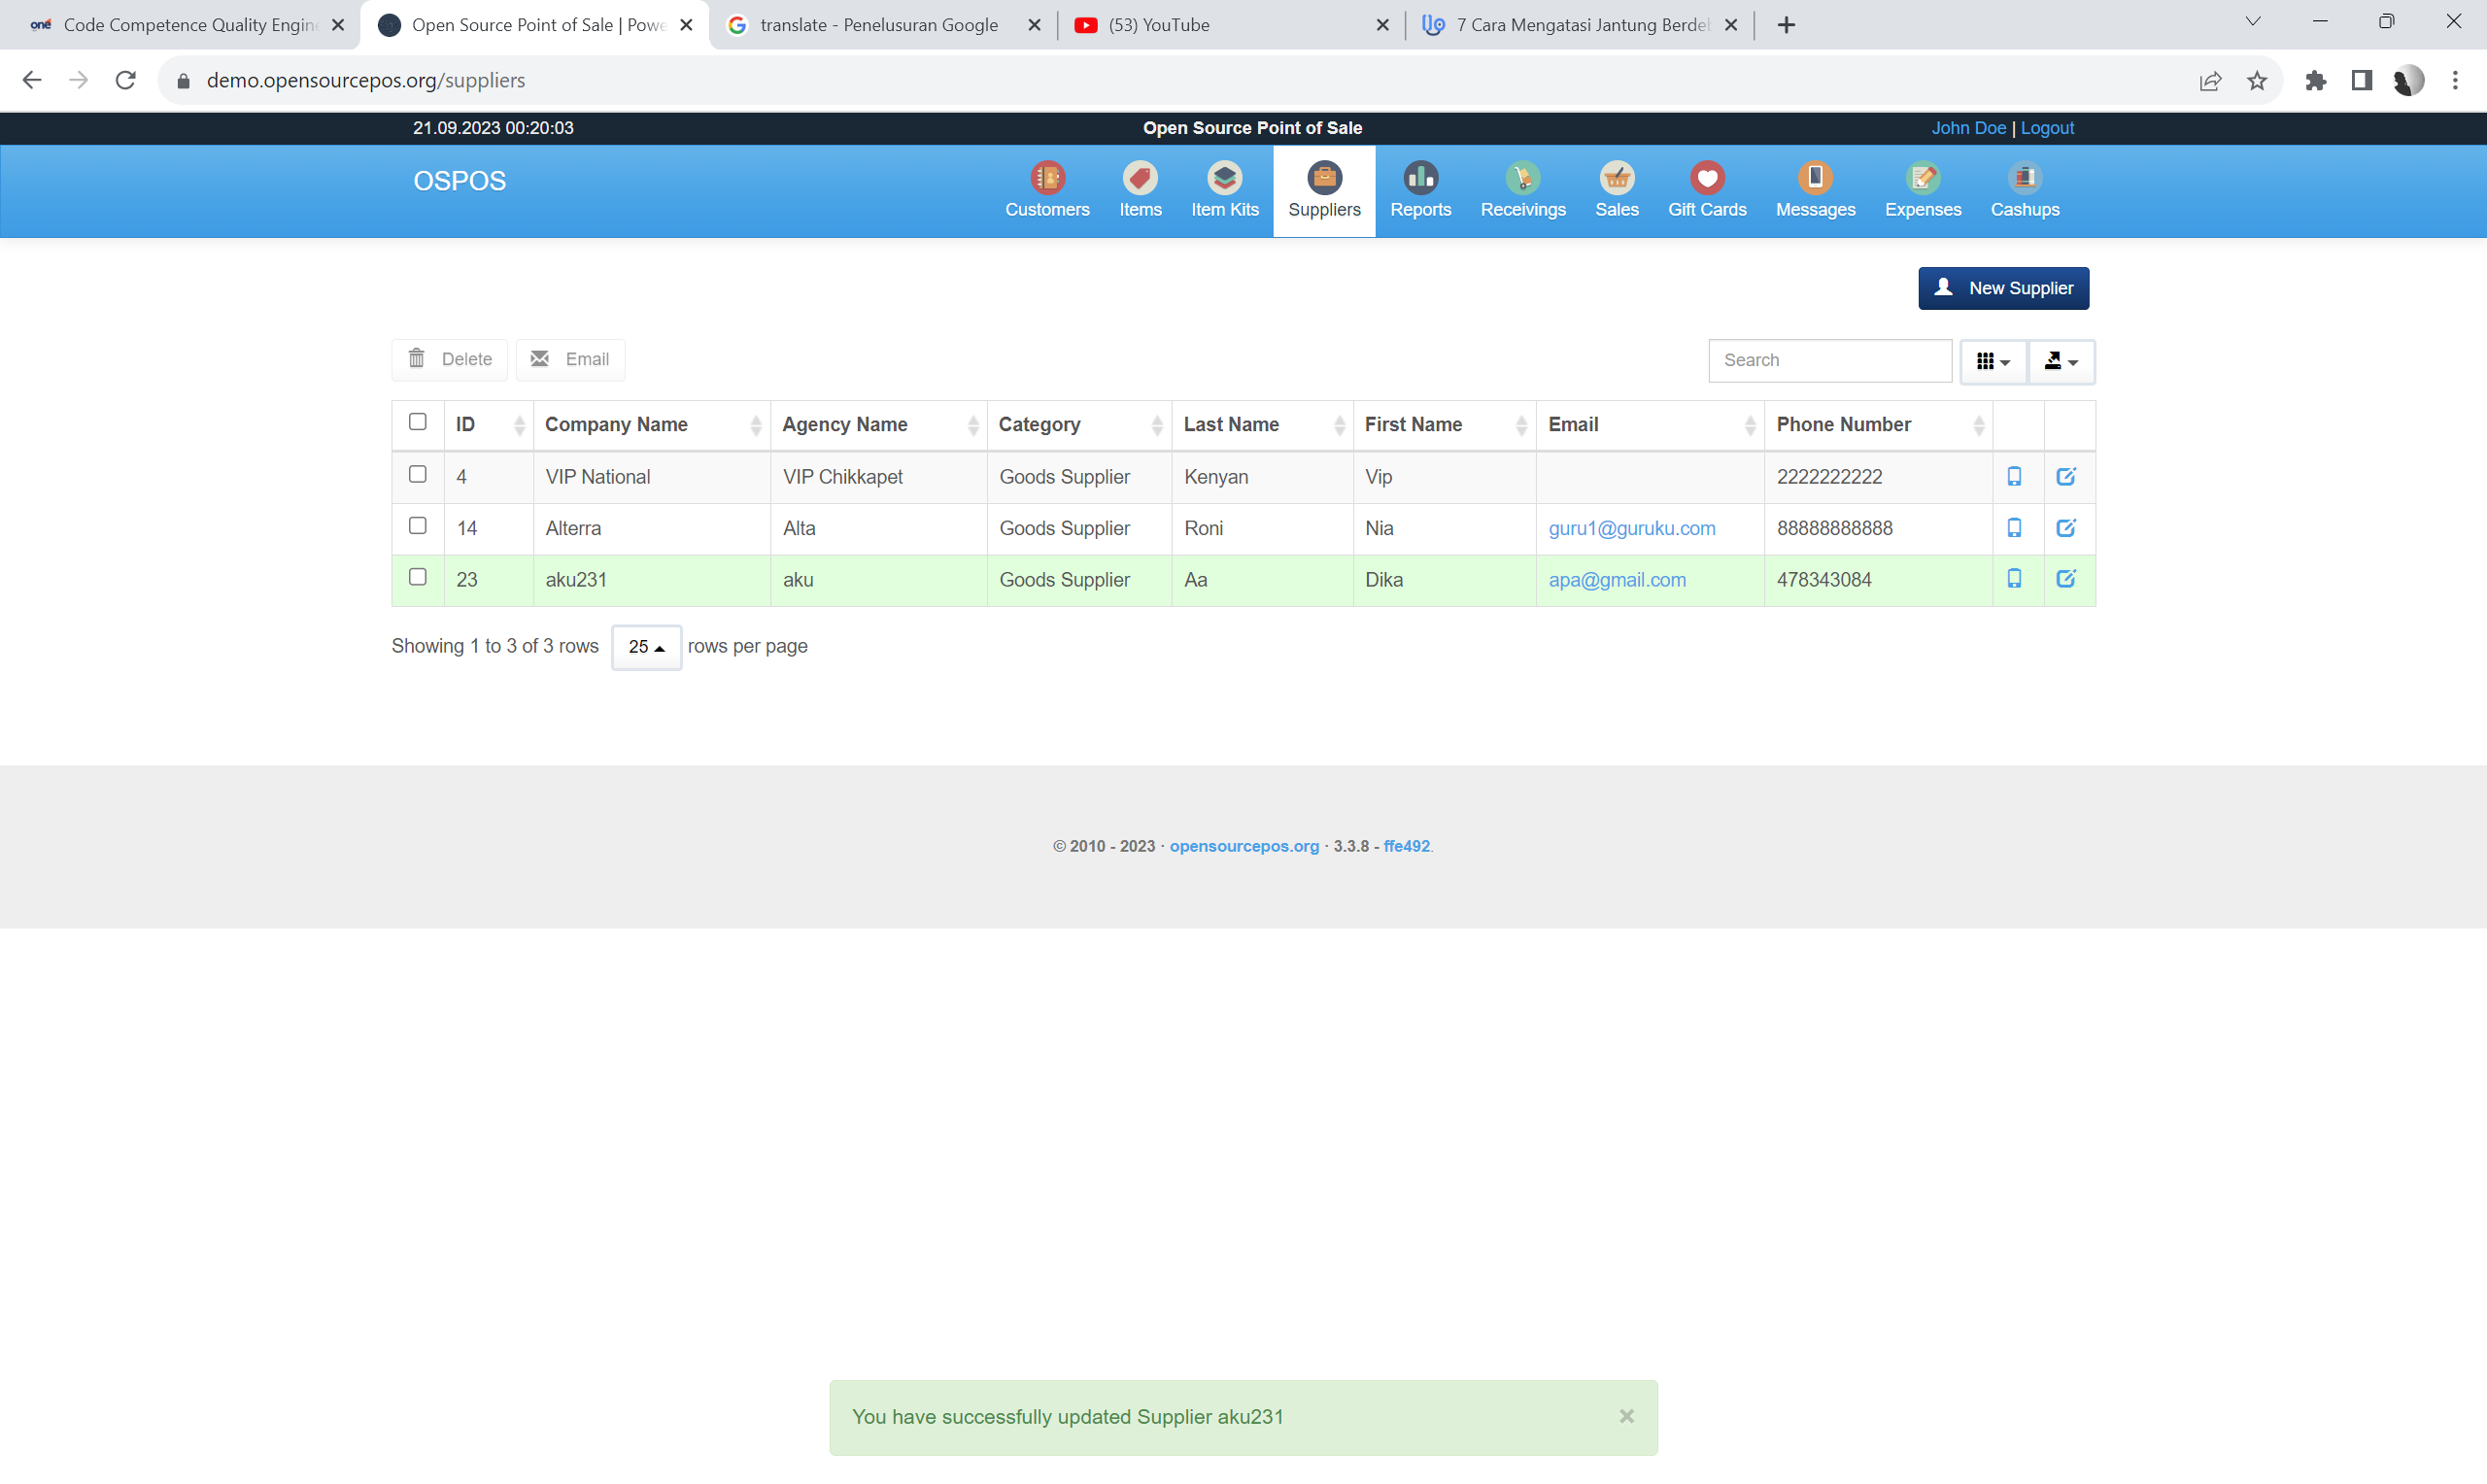 onē Code Competence Quality Engine
Open Source Point of Sale | Powe
translate - Penelusuran Google
(53) YouTube
7 Cara Mengatasi Jantung Berdeb
demo.opensourcepos.org/suppliers
21.09.2023 00:20:03 Open Source Point of Sale John Doe | Logout
OSPOS
Customers Items Item Kits Suppliers Reports Receivings Sales Gift Cards Messages Expenses Cashups
New Supplier
Delete Email Search
ID Company Name Agency Name Category Last Name First Name Email Phone Number
4 VIP National VIP Chikkapet Goods Supplier Kenyan Vip 2222222222
14 Alterra Alta Goods Supplier Roni Nia guru1@guruku.com 88888888888
23 aku231 aku Goods Supplier Aa Dika apa@gmail.com 478343084
Showing 1 to 3 of 3 rows 25 rows per page
© 2010 - 2023 · opensourcepos.org · 3.3.8 - ffe492.
You have successfully updated Supplier aku231 ×